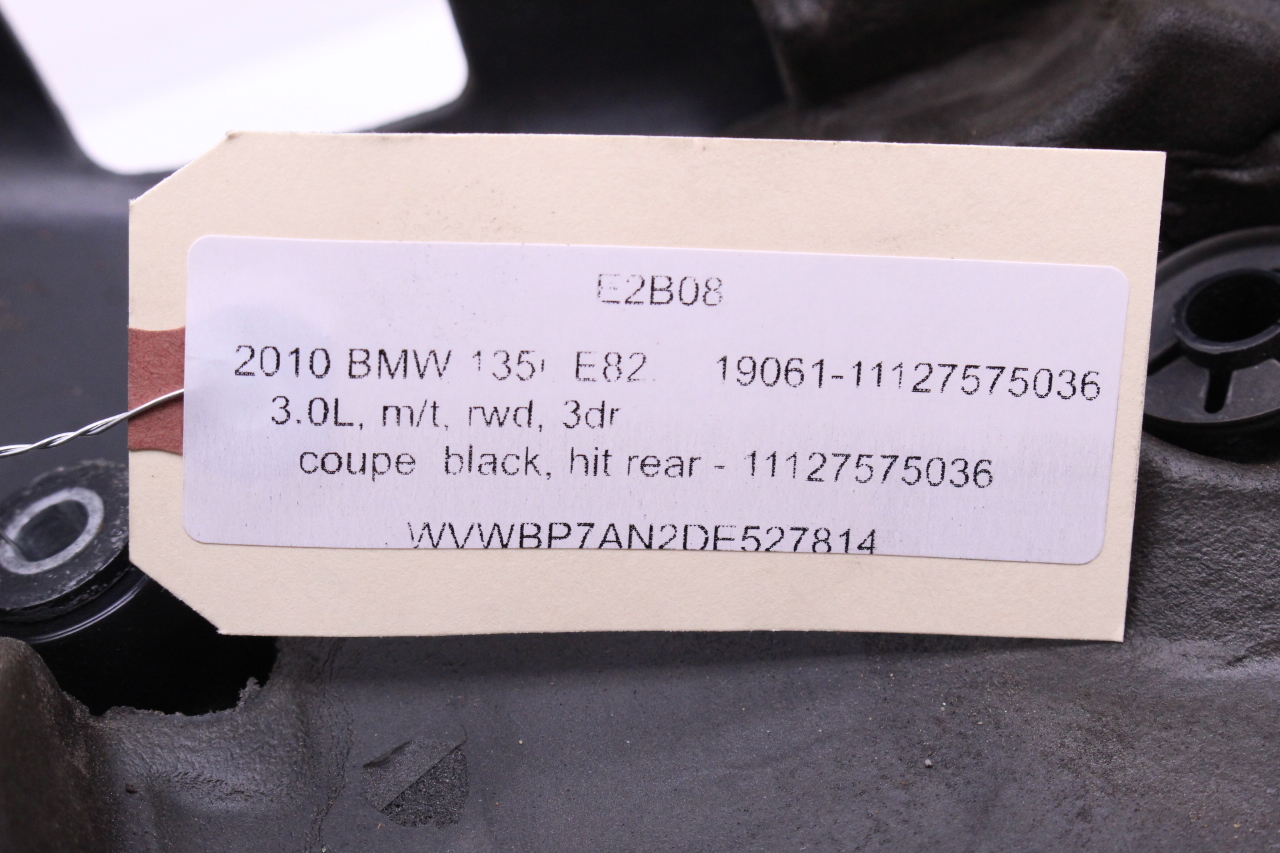 E2B08
2010 BMW 135i E82 19061-11127575036
3.0L, m/t, rwd, 3dr
coupe black, hit rear - 11127575036
WVWBP7AN2DE527814